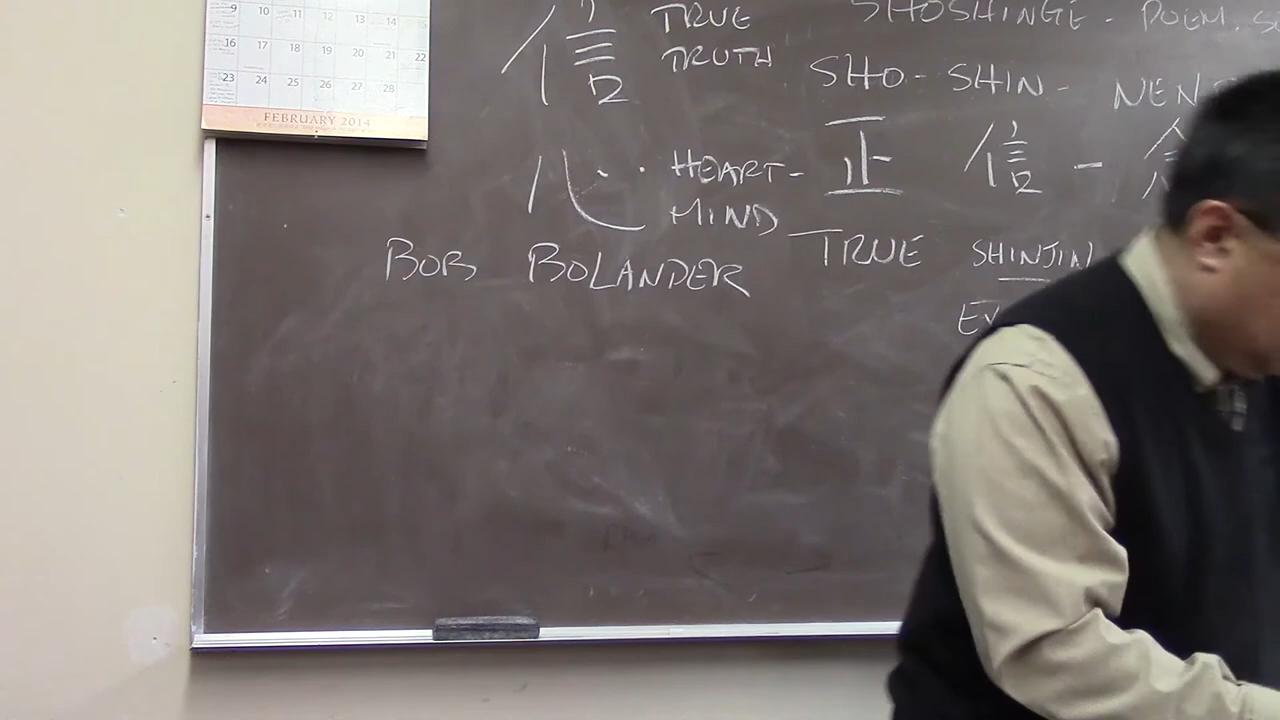 9 10 11 12 13 14
16 17 18 19 20 21 22
23 24 25 26 27 28
FEBRUARY 2014
信 TRUE
TRUTH
心 HEART-
MIND
BOB BOLANDER
SHOSHINGE - POEM.
SHO - SHIN -
正 信 -
TRUE SHINJIN